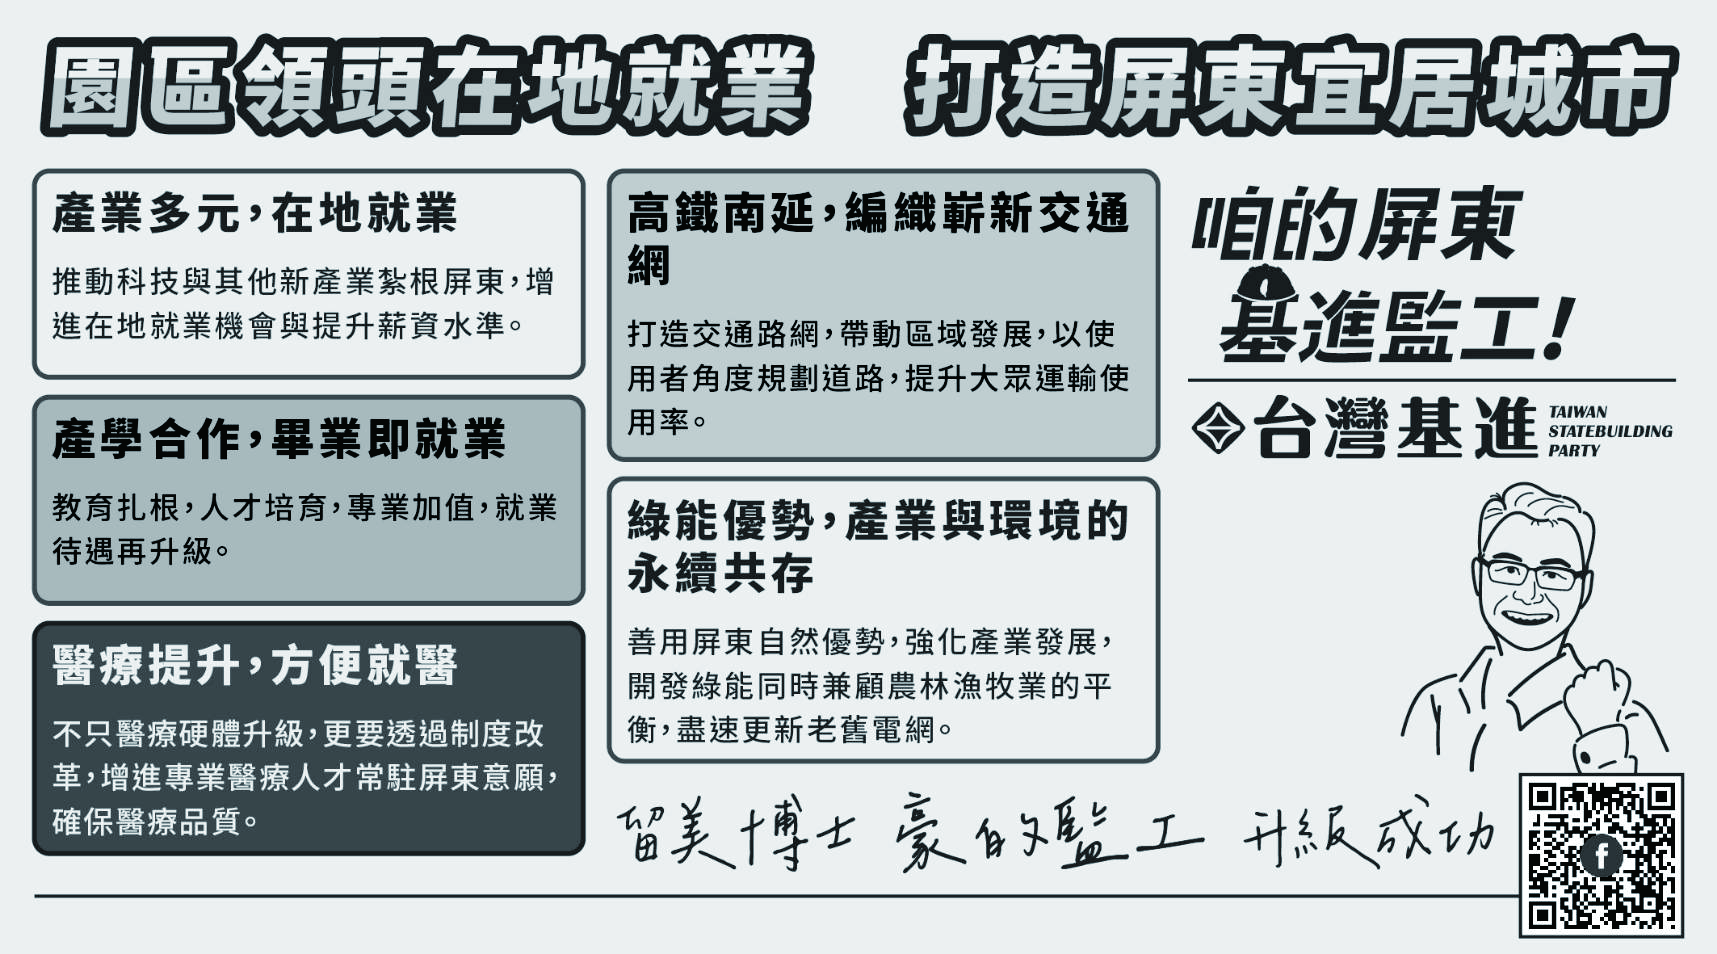 園區領頭在地就業　打造屏東宜居城市
產業多元，在地就業
推動科技與其他新產業紮根屏東，增
進在地就業機會與提升薪資水準。
產學合作，畢業即就業
教育扎根，人才培育，專業加值，就業
待遇再升級。
醫療提升，方便就醫
不只醫療硬體升級，更要透過制度改
革，增進專業醫療人才常駐屏東意願，
確保醫療品質。
高鐵南延，編織嶄新交通
網
打造交通路網，帶動區域發展，以使
用者角度規劃道路，提升大眾運輸使
用率。
綠能優勢，產業與環境的
永續共存
善用屏東自然優勢，強化產業發展，
開發綠能同時兼顧農林漁牧業的平
衡，盡速更新老舊電網。
咱的屏東
基進監工！
台灣基進
TAIWAN
STATEBUILDING
PARTY
留美博士 豪的監工 升級成功
f